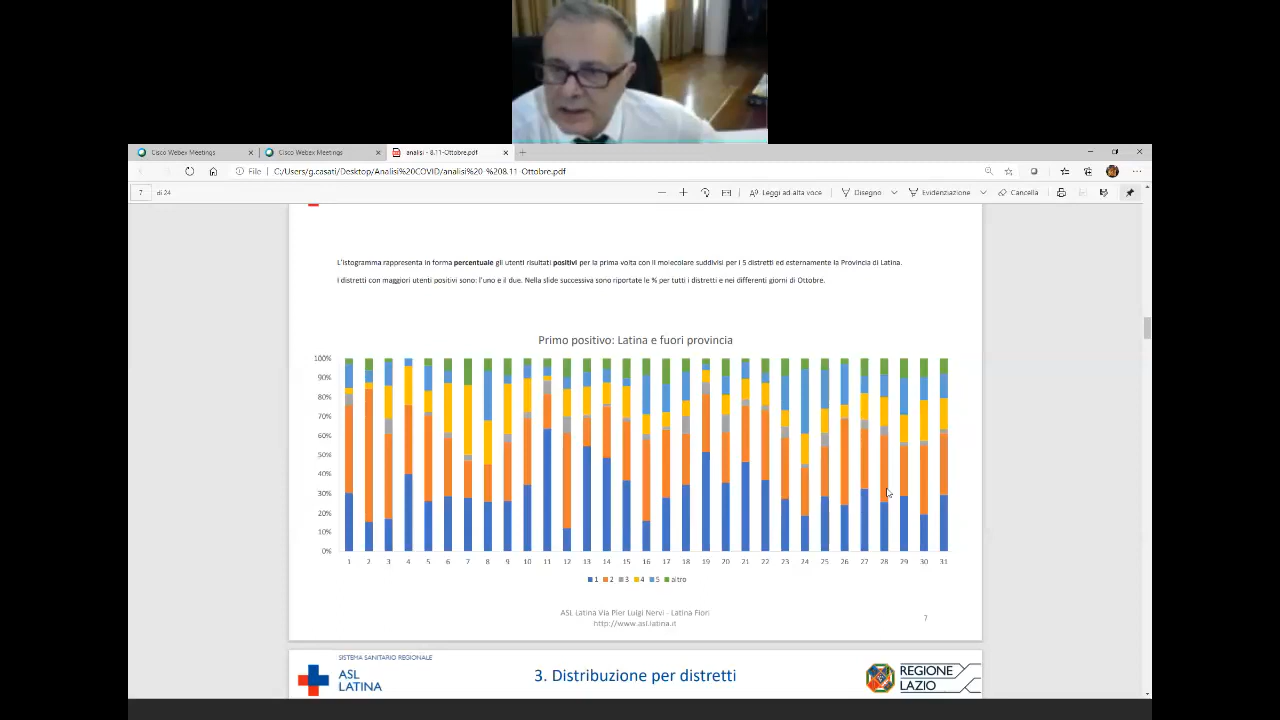 Cisco Webex Meetings
Cisco Webex Meetings
analisi - 8.11-Ottobre.pdf
File
C:/Users/g.casati/Desktop/Analisi%20COVID/analisi%20-%208.11-Ottobre.pdf
7
di 24
Leggi ad alta voce
Disegno
Evidenziazione
Cancella
L'istogramma rappresenta in forma percentuale gli utenti risultati positivi per la prima volta con il molecolare suddivisi per i 5 distretti ed esternamente la Provincia di Latina.
I distretti con maggiori utenti positivi sono: l'uno e il due. Nella slide successiva sono riportate le % per tutti i distretti e nei differenti giorni di Ottobre.
Primo positivo: Latina e fuori provincia
100%
90%
80%
70%
60%
50%
40%
30%
20%
10%
0%
1 2 3 4 5 6 7 8 9 10 11 12 13 14 15 16 17 18 19 20 21 22 23 24 25 26 27 28 29 30 31
1 2 3 4 5 altro
ASL Latina Via Pier Luigi Nervi - Latina Fiori
http://www.asl.latina.it
7
SISTEMA SANITARIO REGIONALE
ASL
LATINA
3. Distribuzione per distretti
REGIONE
LAZIO